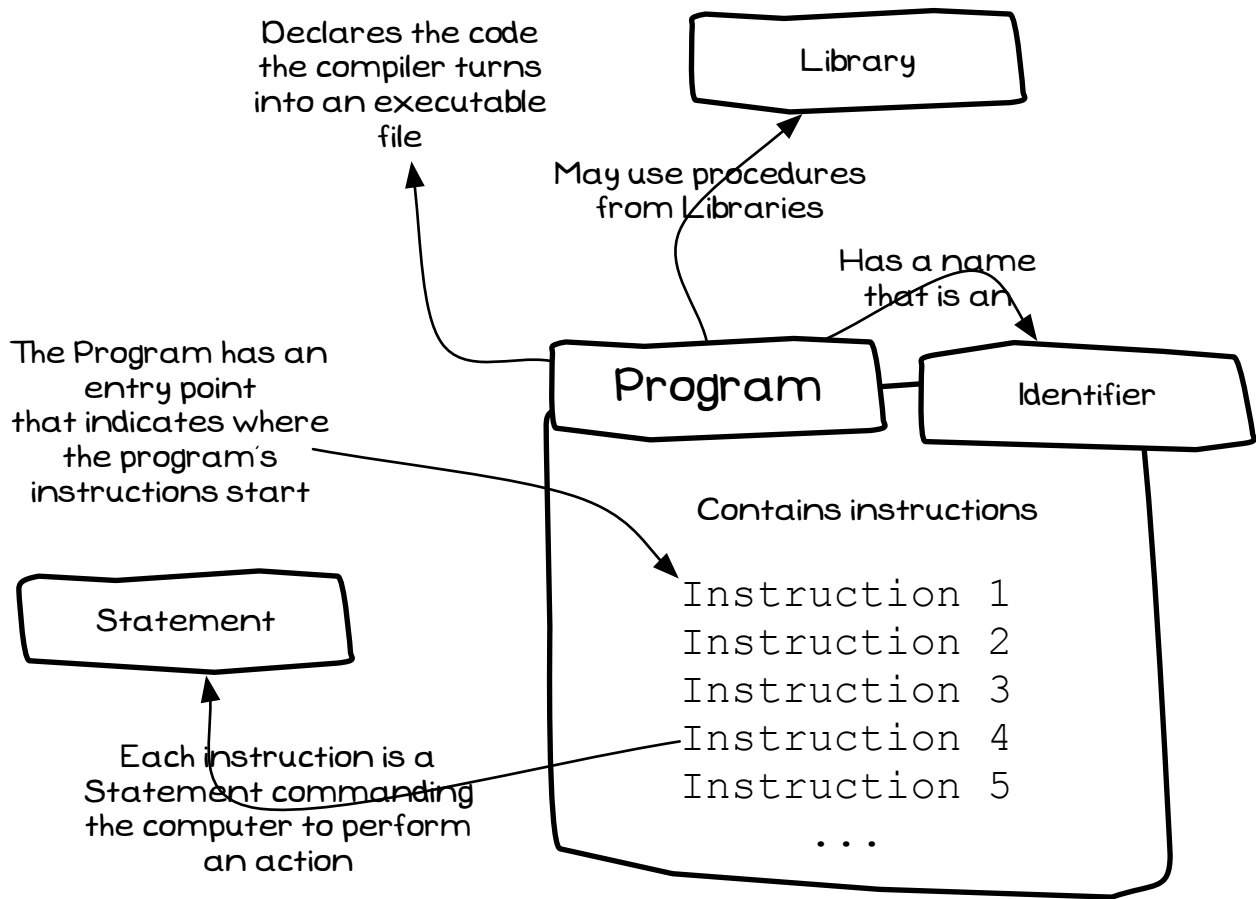 Declares the code
the compiler turns
into an executable
file
Library
May use procedures
from Libraries
Has a name
that is an
The Program has an
entry point
that indicates where
the program's
instructions start
Program
Identifier
Contains instructions
Instruction 1
Instruction 2
Instruction 3
Instruction 4
Instruction 5
...
Statement
Each instruction is a
Statement commanding
the computer to perform
an action